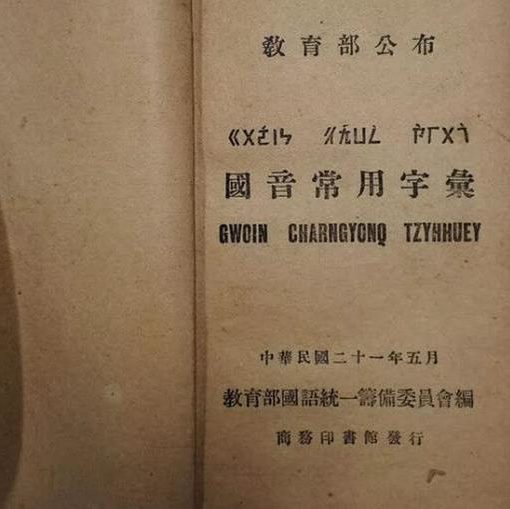 教育部公布
ㄍㄨㄛˊㄧㄣ ㄔㄤˊㄩㄥˋ ㄗˋㄏㄨㄟˋ
國音常用字彙
GWOIN CHARNGYONQ TZYHHUEY
中華民國二十一年五月
教育部國語統一籌備委員會編
商務印書館發行